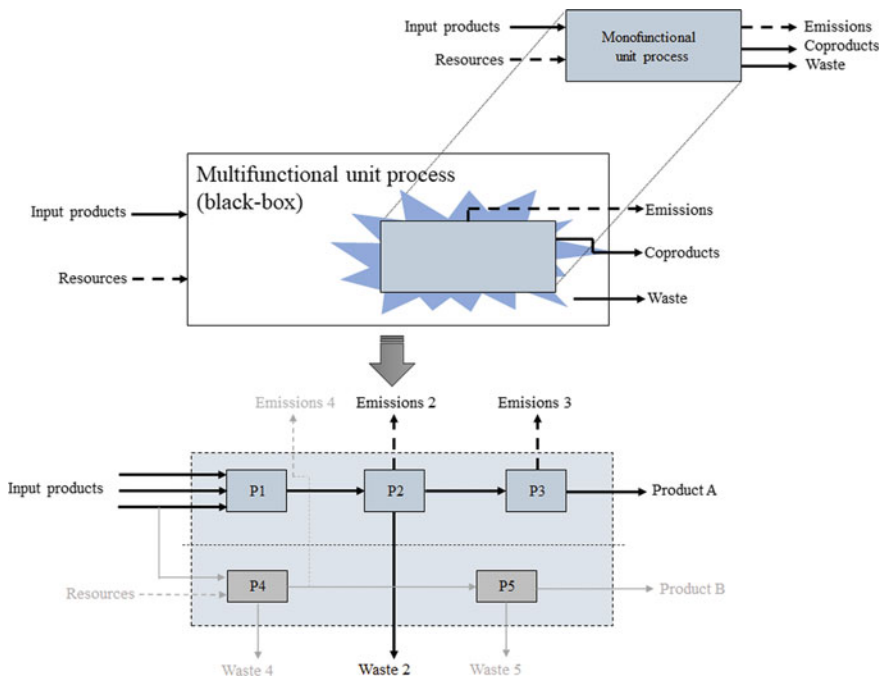 Input products
Resources
Monofunctional
unit process
Emissions
Coproducts
Waste
Multifunctional unit process
(black-box)
Input products
Resources
Emissions
Coproducts
Waste
Emissions 4
Emissions 2
Emisions 3
Input products
P1
P2
P3
Product A
Resources
P4
P5
Product B
Waste 4
Waste 2
Waste 5